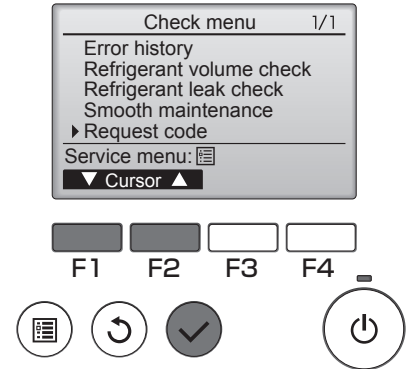 Check menu 1/1
Error history
Refrigerant volume check
Refrigerant leak check
Smooth maintenance
Request code
Service menu:
▼ Cursor ▲
F1 F2 F3 F4